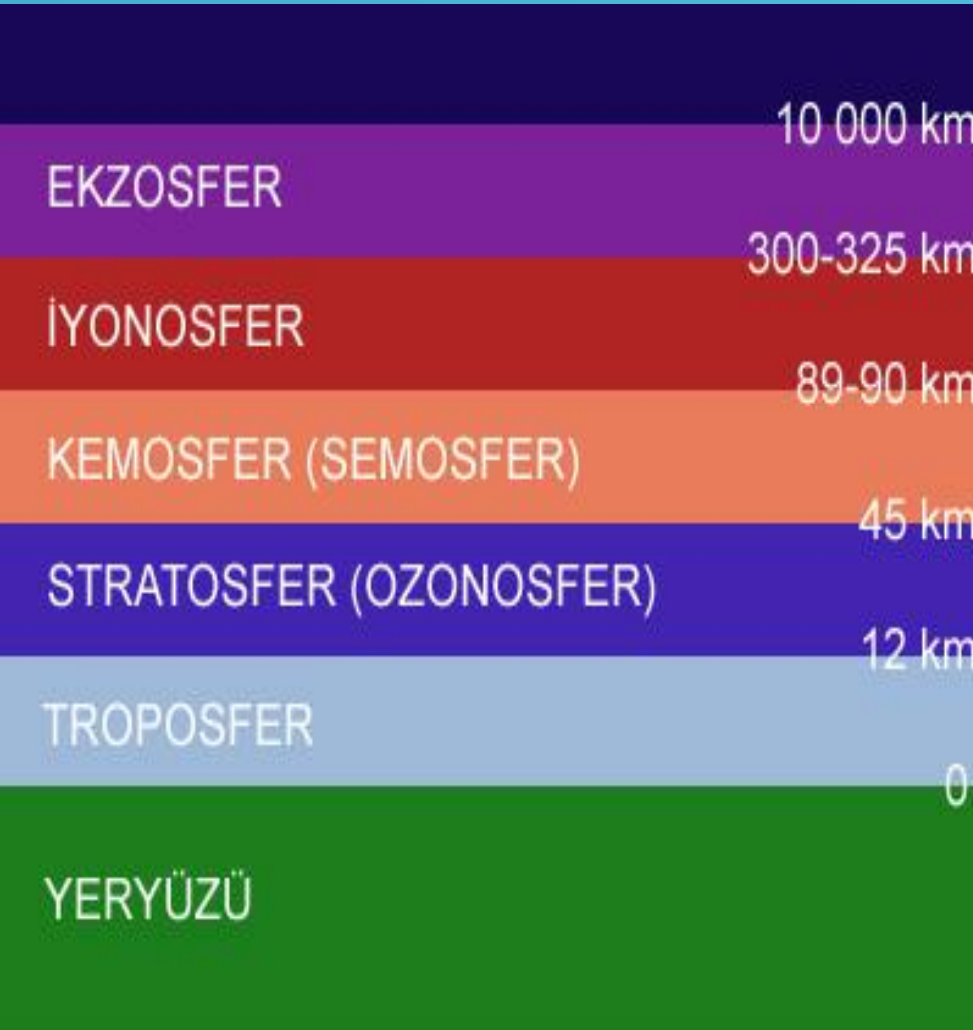 10 000 km
EKZOSFER
300-325 km
İYONOSFER
89-90 km
KEMOSFER (SEMOSFER)
45 km
STRATOSFER (OZONOSFER)
12 km
TROPOSFER
0
YERYÜZÜ